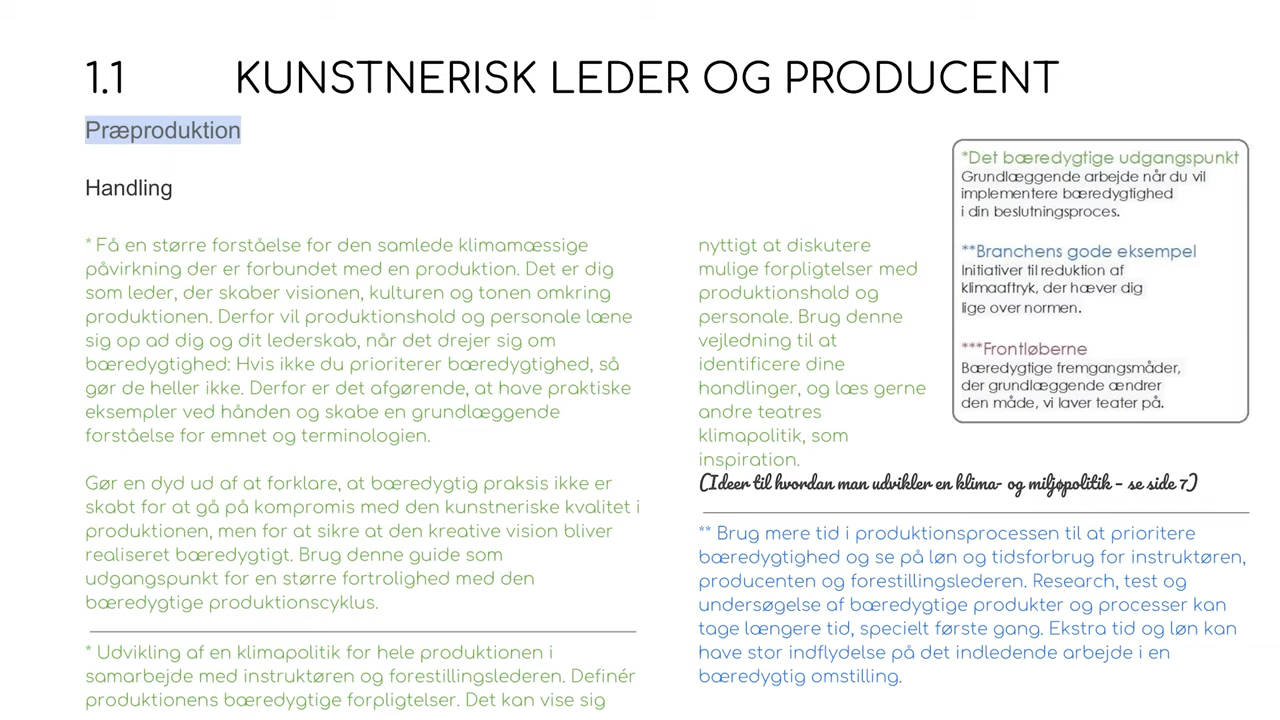 1.1 KUNSTNERISK LEDER OG PRODUCENT
Præproduktion
Handling
* Få en større forståelse for den samlede klimamæssige
påvirkning der er forbundet med en produktion. Det er dig
som leder, der skaber visionen, kulturen og tonen omkring
produktionen. Derfor vil produktionshold og personale læne
sig op ad dig og dit lederskab, når det drejer sig om
bæredygtighed: Hvis ikke du prioriterer bæredygtighed, så
gør de heller ikke. Derfor er det afgørende, at have praktiske
eksempler ved hånden og skabe en grundlæggende
forståelse for emnet og terminologien.
Gør en dyd ud af at forklare, at bæredygtig praksis ikke er
skabt for at gå på kompromis med den kunstneriske kvalitet i
produktionen, men for at sikre at den kreative vision bliver
realiseret bæredygtigt. Brug denne guide som
udgangspunkt for en større fortrolighed med den
bæredygtige produktionscyklus.
* Udvikling af en klimapolitik for hele produktionen i
samarbejde med instruktøren og forestillingslederen. Definér
produktionens bæredygtige forpligtelser. Det kan vise sig
nyttigt at diskutere
mulige forpligtelser med
produktionshold og
personale. Brug denne
vejledning til at
identificere dine
handlinger, og læs gerne
andre teatres
klimapolitik, som
inspiration.
(Ideer til hvordan man udvikler en klima- og miljøpolitik – se side 7)
** Brug mere tid i produktionsprocessen til at prioritere
bæredygtighed og se på løn og tidsforbrug for instruktøren,
producenten og forestillingslederen. Research, test og
undersøgelse af bæredygtige produkter og processer kan
tage længere tid, specielt første gang. Ekstra tid og løn kan
have stor indflydelse på det indledende arbejde i en
bæredygtig omstilling.
*Det bæredygtige udgangspunkt
Grundlæggende arbejde når du vil
implementere bæredygtighed
i din beslutningsproces.
**Branchens gode eksempel
Initiativer til reduktion af
klimaaftryk, der hæver dig
lige over normen.
***Frontløberne
Bæredygtige fremgangsmåder,
der grundlæggende ændrer
den måde, vi laver teater på.